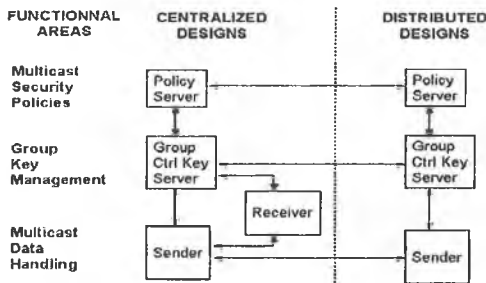 FUNCTIONNAL
AREAS
CENTRALIZED
DESIGNS
DISTRIBUTED
DESIGNS
Multicast
Security
Policies
Policy
Server
Policy
Server
Group
Key
Management
Group
Ctrl Key
Server
Group
Ctrl Key
Server
Receiver
Multicast
Data
Handling
Sender
Sender